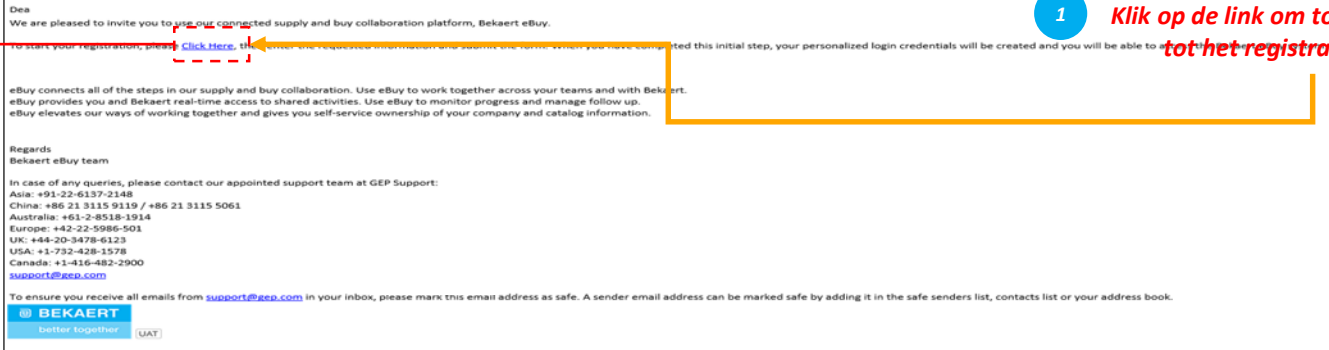 Dea
We are pleased to invite you to use our connected supply and buy collaboration platform, Bekaert eBuy.
1
Klik op de link om to
tot het registra
To start your registration, please Click Here, then enter the requested information and submit the form. When you have completed this initial step, your personalized login credentials will be created and you will be able to
eBuy connects all of the steps in our supply and buy collaboration. Use eBuy to work together across your teams and with Bekaert.
eBuy provides you and Bekaert real-time access to shared activities. Use eBuy to monitor progress and manage follow up.
eBuy elevates our ways of working together and gives you self-service ownership of your company and catalog information.
Regards
Bekaert eBuy team
In case of any queries, please contact our appointed support team at GEP Support:
Asia: +91-22-6137-2148
China: +86 21 3115 9119 / +86 21 3115 5061
Australia: +61-2-8518-1914
Europe: +42-22-5986-501
UK: +44-20-3478-6123
USA: +1-732-428-1578
Canada: +1-416-482-2900
support@gep.com
To ensure you receive all emails from support@gep.com in your inbox, please mark this email address as safe. A sender email address can be marked safe by adding it in the safe senders list, contacts list or your address book.
BEKAERT
better together
UAT